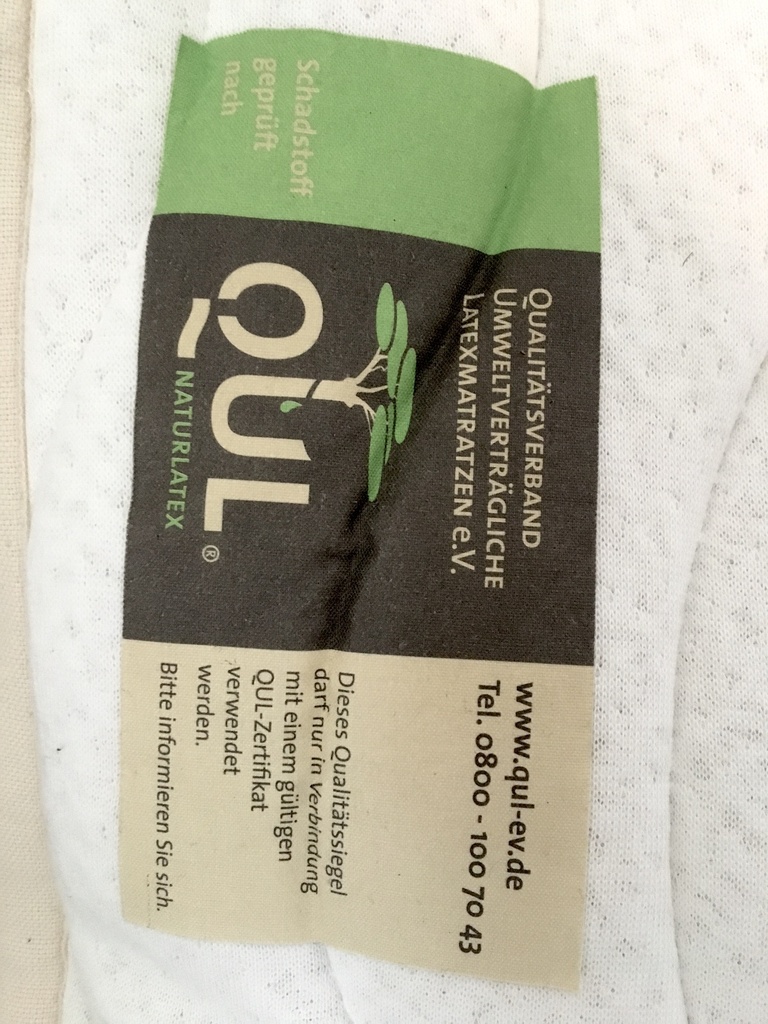 Schadstoff
geprüft
nach
QUALITÄTSVERBAND
UMWELTVERTRÄGLICHE
LATEXMATRATZEN e.V.
QUL®
NATURLATEX
www.qul-ev.de
Tel. 0800 - 100 70 43
Dieses Qualitätssiegel
darf nur in Verbindung
mit einem gültigen
QUL-Zertifikat
verwendet
werden.
Bitte informieren Sie sich.